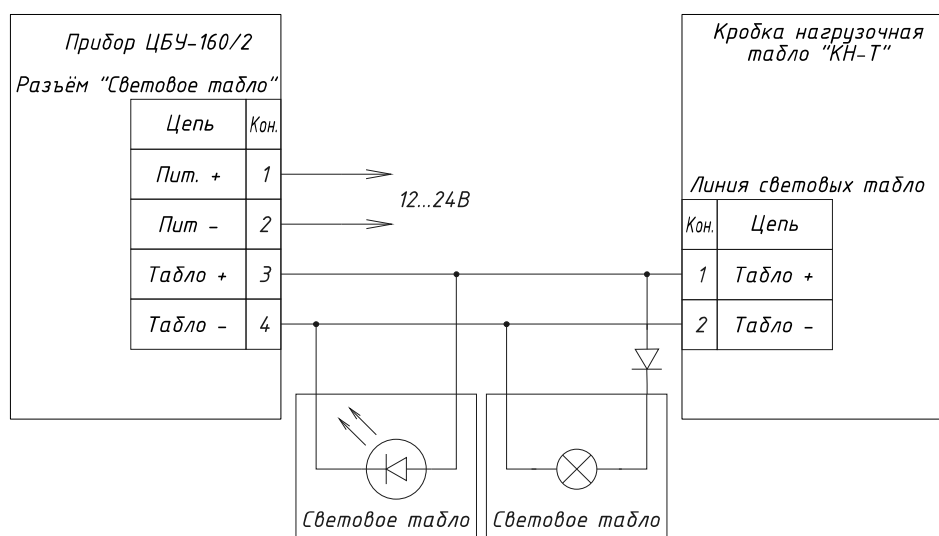 Прибор ЦБУ-160/2
Разъём "Световое табло"
Цепь Кон.
Пит. + 1
Пит - 2
Табло + 3
Табло - 4
12...24В
Кробка нагрузочная
табло "КН-Т"
Линия световых табло
Кон. Цепь
1 Табло +
2 Табло -
Световое табло
Световое табло